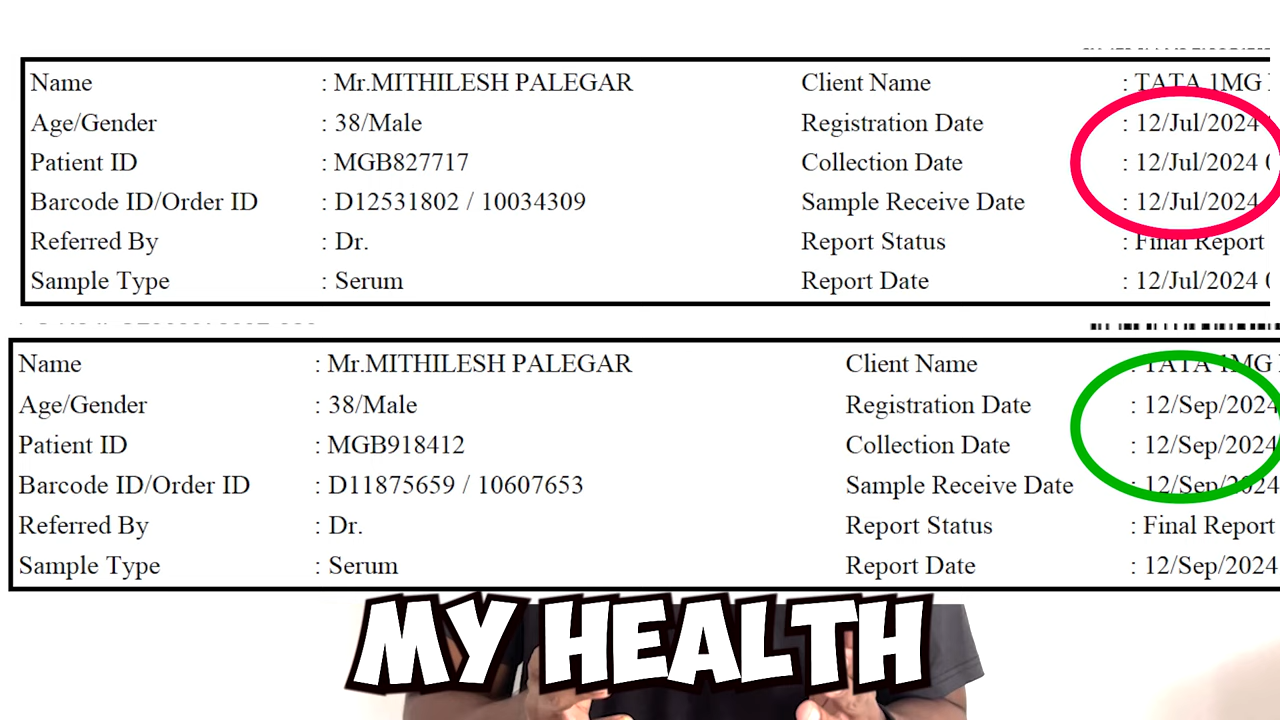 Name : Mr.MITHILESH PALEGAR Client Name : TATA 1MG
Age/Gender : 38/Male Registration Date : 12/Jul/2024
Patient ID : MGB827717 Collection Date : 12/Jul/2024
Barcode ID/Order ID : D12531802 / 10034309 Sample Receive Date : 12/Jul/2024
Referred By : Dr. Report Status : Final Report
Sample Type : Serum Report Date : 12/Jul/2024
Name : Mr.MITHILESH PALEGAR Client Name : TATA 1MG
Age/Gender : 38/Male Registration Date : 12/Sep/2024
Patient ID : MGB918412 Collection Date : 12/Sep/2024
Barcode ID/Order ID : D11875659 / 10607653 Sample Receive Date : 12/Sep/2024
Referred By : Dr. Report Status : Final Report
Sample Type : Serum Report Date : 12/Sep/2024
MY HEALTH